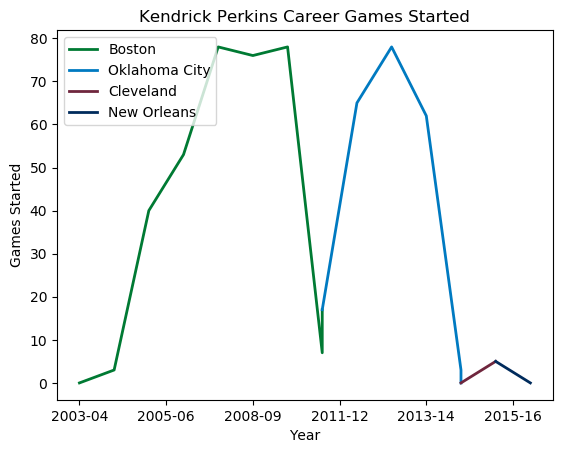 Kendrick Perkins Career Games Started
Boston
Oklahoma City
Cleveland
New Orleans
80
70
60
50
40
30
20
10
0
Games Started
2003-04
2005-06
2008-09
2011-12
2013-14
2015-16
Year